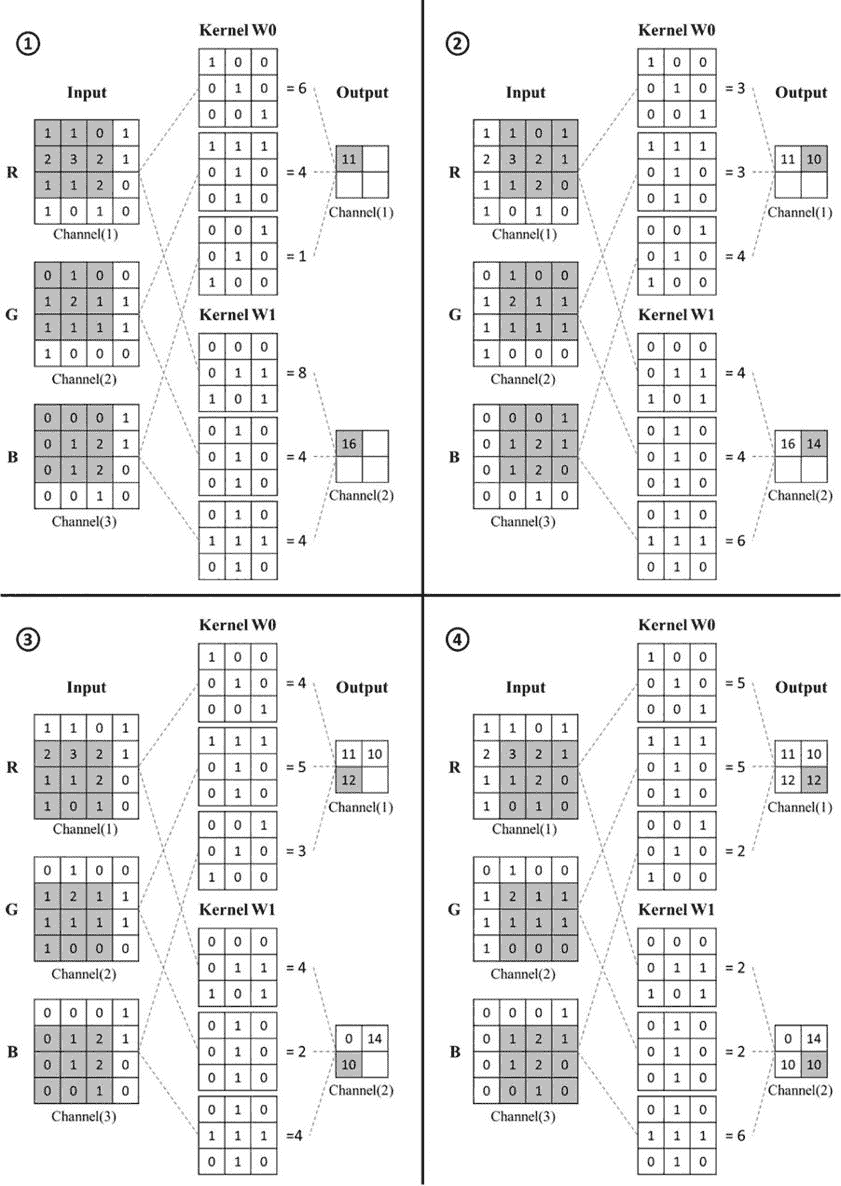 ①
Input
R
1 1 0 1
2 3 2 1
1 1 2 0
1 0 1 0
Channel(1)
G
0 1 0 0
1 2 1 1
1 1 1 1
1 0 0 0
Channel(2)
B
0 0 0 1
0 1 2 1
0 1 2 0
0 0 1 0
Channel(3)
Kernel W0
1 0 0
0 1 0 = 6
0 0 1
1 1 1
0 1 0 = 4
0 1 0
0 0 1
0 1 0 = 1
1 0 0
Kernel W1
0 0 0
0 1 1 = 8
1 0 1
0 1 0
0 1 0 = 4
0 1 0
0 1 0
1 1 1 = 4
0 1 0
Output
11
Channel(1)
16
Channel(2)
②
Input
R
1 1 0 1
2 3 2 1
1 1 2 0
1 0 1 0
Channel(1)
G
0 1 0 0
1 2 1 1
1 1 1 1
1 0 0 0
Channel(2)
B
0 0 0 1
0 1 2 1
0 1 2 0
0 0 1 0
Channel(3)
Kernel W0
1 0 0
0 1 0 = 3
0 0 1
1 1 1
0 1 0 = 3
0 1 0
0 0 1
0 1 0 = 4
1 0 0
Kernel W1
0 0 0
0 1 1 = 4
1 0 1
0 1 0
0 1 0 = 4
0 1 0
0 1 0
1 1 1 = 6
0 1 0
Output
11 10
Channel(1)
16 14
Channel(2)
③
Input
R
1 1 0 1
2 3 2 1
1 1 2 0
1 0 1 0
Channel(1)
G
0 1 0 0
1 2 1 1
1 1 1 1
1 0 0 0
Channel(2)
B
0 0 0 1
0 1 2 1
0 1 2 0
0 0 1 0
Channel(3)
Kernel W0
1 0 0
0 1 0 = 4
0 0 1
1 1 1
0 1 0 = 5
0 1 0
0 0 1
0 1 0 = 3
1 0 0
Kernel W1
0 0 0
0 1 1 = 4
1 0 1
0 1 0
0 1 0 = 2
0 1 0
0 1 0
1 1 1 =4
0 1 0
Output
11 10
12
Channel(1)
0 14
10
Channel(2)
④
Input
R
1 1 0 1
2 3 2 1
1 1 2 0
1 0 1 0
Channel(1)
G
0 1 0 0
1 2 1 1
1 1 1 1
1 0 0 0
Channel(2)
B
0 0 0 1
0 1 2 1
0 1 2 0
0 0 1 0
Channel(3)
Kernel W0
1 0 0
0 1 0 = 5
0 0 1
1 1 1
0 1 0 = 5
0 1 0
0 0 1
0 1 0 = 2
1 0 0
Kernel W1
0 0 0
0 1 1 = 2
1 0 1
0 1 0
0 1 0 = 2
0 1 0
0 1 0
1 1 1 = 6
0 1 0
Output
11 10
12 12
Channel(1)
0 14
10 10
Channel(2)